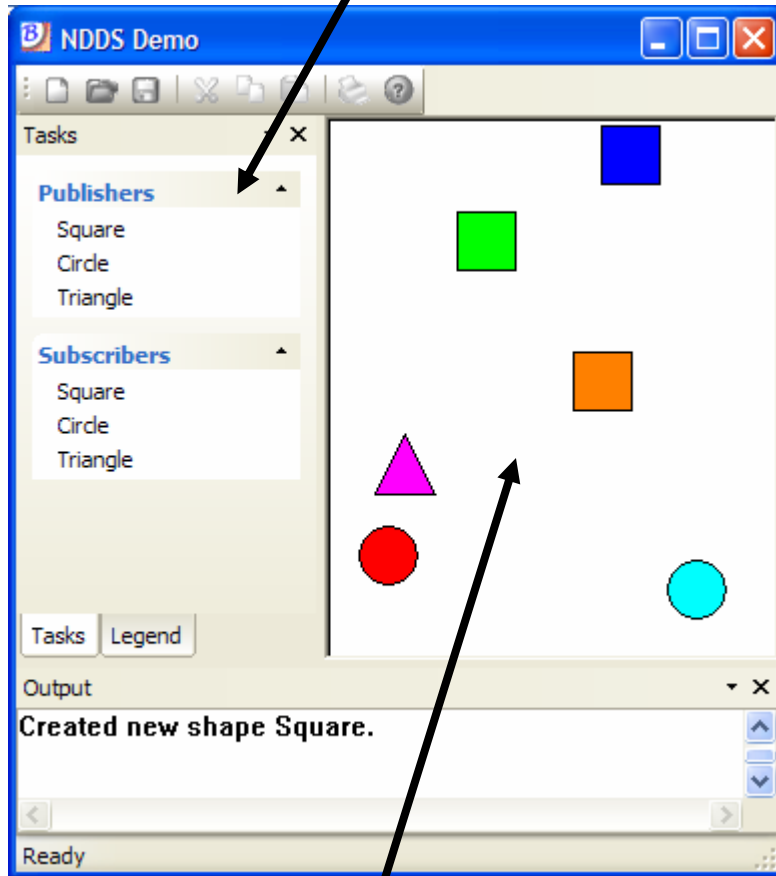 NDDS Demo
Tasks
Publishers
Square
Circle
Triangle
Subscribers
Square
Circle
Triangle
Tasks Legend
Output
Created new shape Square.
Ready